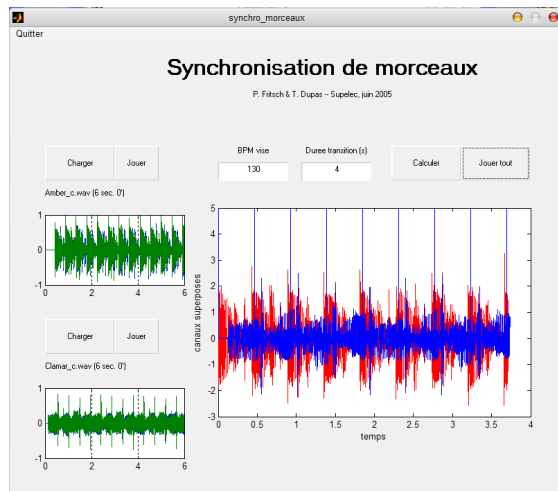 synchro_morceaux
Quitter
Synchronisation de morceaux
P. Fritsch & T. Dupas -- Supelec, juin 2005
BPM vise
Duree transition (s)
Charger
Jouer
130
4
Calculer
Jouer tout
Amber_c.wav (6 sec. 0')
1
0
-1
0
2
4
6
Charger
Jouer
Clamar_c.wav (6 sec. 0')
1
0
-1
0
2
4
6
canaux superposes
5
4
3
2
1
0
-1
-2
-3
0
0.5
1
1.5
2
2.5
3
3.5
4
temps